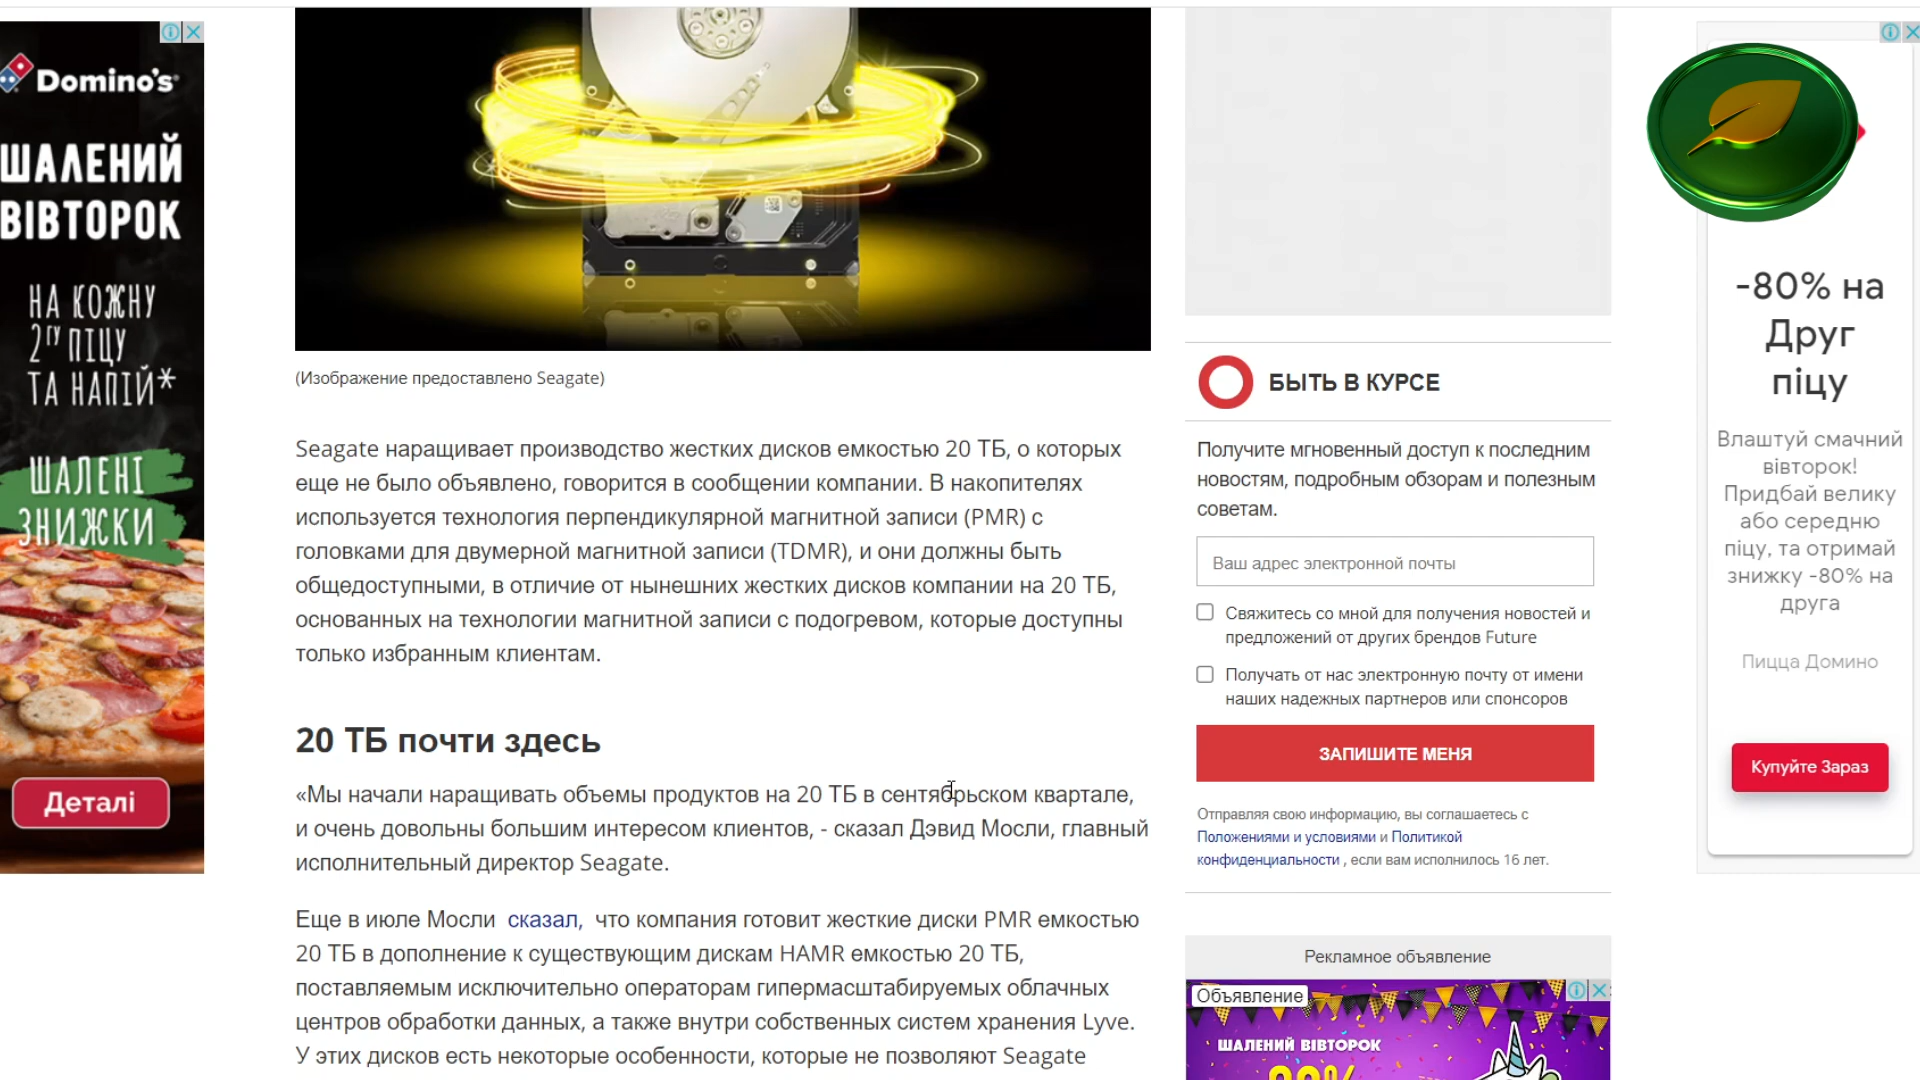 Domino's
ШАЛЕНИЙ
ВІВТОРОК
НА КОЖНУ
2ГУ ПІЦУ
ТА НАПІЙ*
ШАЛЕНІ
ЗНИЖКИ
Деталі
(Изображение предоставлено Seagate)
Seagate наращивает производство жестких дисков емкостью 20 ТБ, о которых
еще не было объявлено, говорится в сообщении компании. В накопителях
используется технология перпендикулярной магнитной записи (PMR) с
головками для двумерной магнитной записи (TDMR), и они должны быть
общедоступными, в отличие от нынешних жестких дисков компании на 20 ТБ,
основанных на технологии магнитной записи с подогревом, которые доступны
только избранным клиентам.
20 ТБ почти здесь
«Мы начали наращивать объемы продуктов на 20 ТБ в сентябрьском квартале,
и очень довольны большим интересом клиентов, - сказал Дэвид Мосли, главный
исполнительный директор Seagate.
Еще в июле Мосли сказал, что компания готовит жесткие диски PMR емкостью
20 ТБ в дополнение к существующим дискам HAMR емкостью 20 ТБ,
поставляемым исключительно операторам гипермасштабируемых облачных
центров обработки данных, а также внутри собственных систем хранения Lyve.
У этих дисков есть некоторые особенности, которые не позволяют Seagate
БЫТЬ В КУРСЕ
Получите мгновенный доступ к последним
новостям, подробным обзорам и полезным
советам.
Ваш адрес электронной почты
Свяжитесь со мной для получения новостей и
предложений от других брендов Future
Получать от нас электронную почту от имени
наших надежных партнеров или спонсоров
ЗАПИШИТЕ МЕНЯ
Отправляя свою информацию, вы соглашаетесь с
Положениями и условиями и Политикой
конфиденциальности , если вам исполнилось 16 лет.
Рекламное объявление
Объявление
ШАЛЕНИЙ ВІВТОРОК
-80% на
Друг
піцу
Влаштуй смачний
вівторок!
Придбай велику
або середню
піцу, та отримай
знижку -80% на
друга
Пицца Домино
Купуйте Зараз